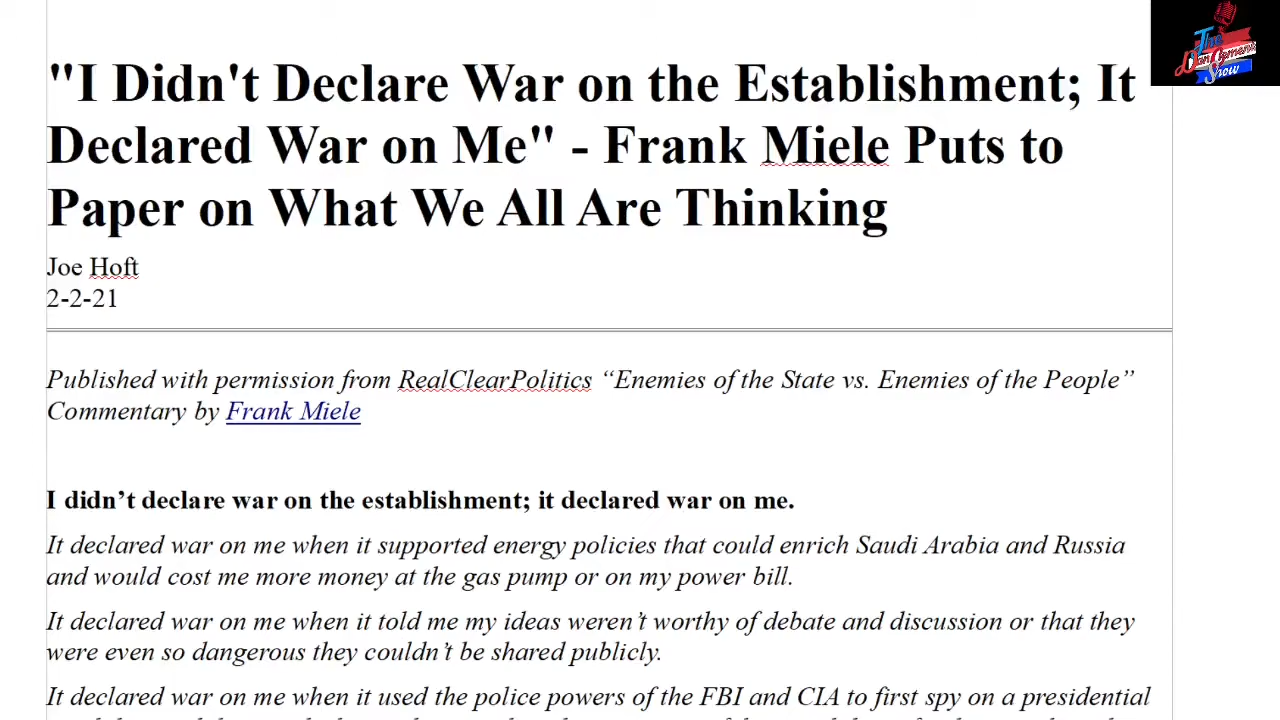 The
Dan
Show
"I Didn't Declare War on the Establishment; It
Declared War on Me" - Frank Miele Puts to
Paper on What We All Are Thinking
Joe Hoft
2-2-21
Published with permission from RealClearPolitics “Enemies of the State vs. Enemies of the People”
Commentary by Frank Miele
I didn’t declare war on the establishment; it declared war on me.
It declared war on me when it supported energy policies that could enrich Saudi Arabia and Russia
and would cost me more money at the gas pump or on my power bill.
It declared war on me when it told me my ideas weren’t worthy of debate and discussion or that they
were even so dangerous they couldn’t be shared publicly.
It declared war on me when it used the police powers of the FBI and CIA to first spy on a presidential